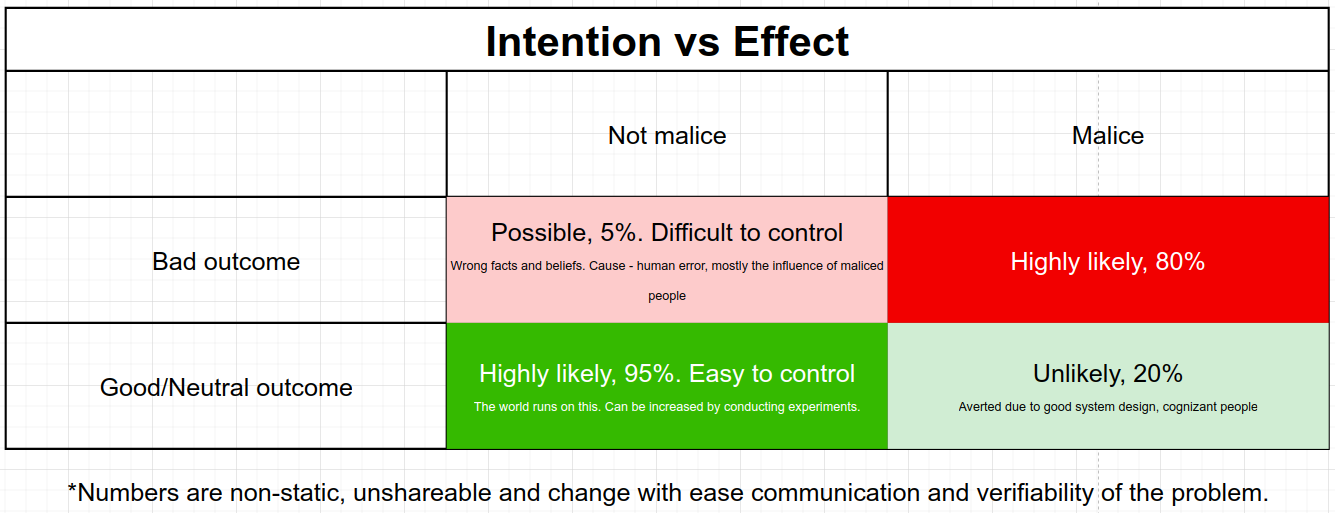 Intention vs Effect
Not malice
Malice
Bad outcome
Possible, 5%. Difficult to control
Wrong facts and beliefs. Cause - human error, mostly the influence of maliced
people
Highly likely, 80%
Good/Neutral outcome
Highly likely, 95%. Easy to control
The world runs on this. Can be increased by conducting experiments.
Unlikely, 20%
Averted due to good system design, cognizant people
*Numbers are non-static, unshareable and change with ease communication and verifiability of the problem.